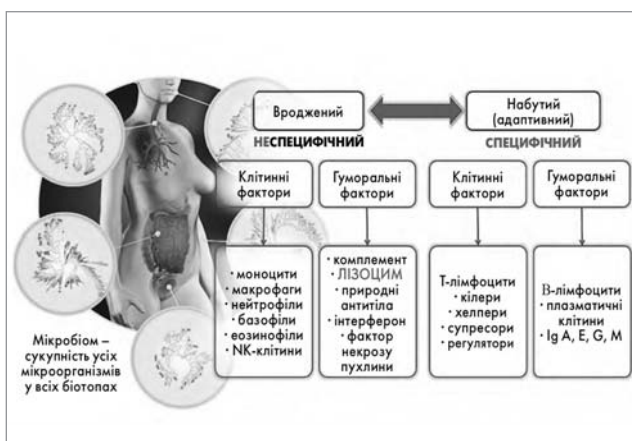 Вроджений
НЕСПЕЦИФІЧНИЙ
Набутий
(адаптивний)
СПЕЦИФІЧНИЙ
Клітинні
фактори
Гуморальні
фактори
Клітинні
фактори
Гуморальні
фактори
• моноцити
• макрофаги
• нейтрофіли
• базофіли
• еозинофіли
• NK-клітини
• комплемент
• ЛІЗОЦИМ
• природні
антитіла
• інтерферон
• фактор
некрозу
пухлини
Т-лімфоцити
• кілери
• хелпери
• супресори
• регулятори
В-лімфоцити
• плазматичні
клітини
• Ig A, E, G, M
Мікробіом –
сукупність усіх
мікроорганізмів
у всіх біотопах